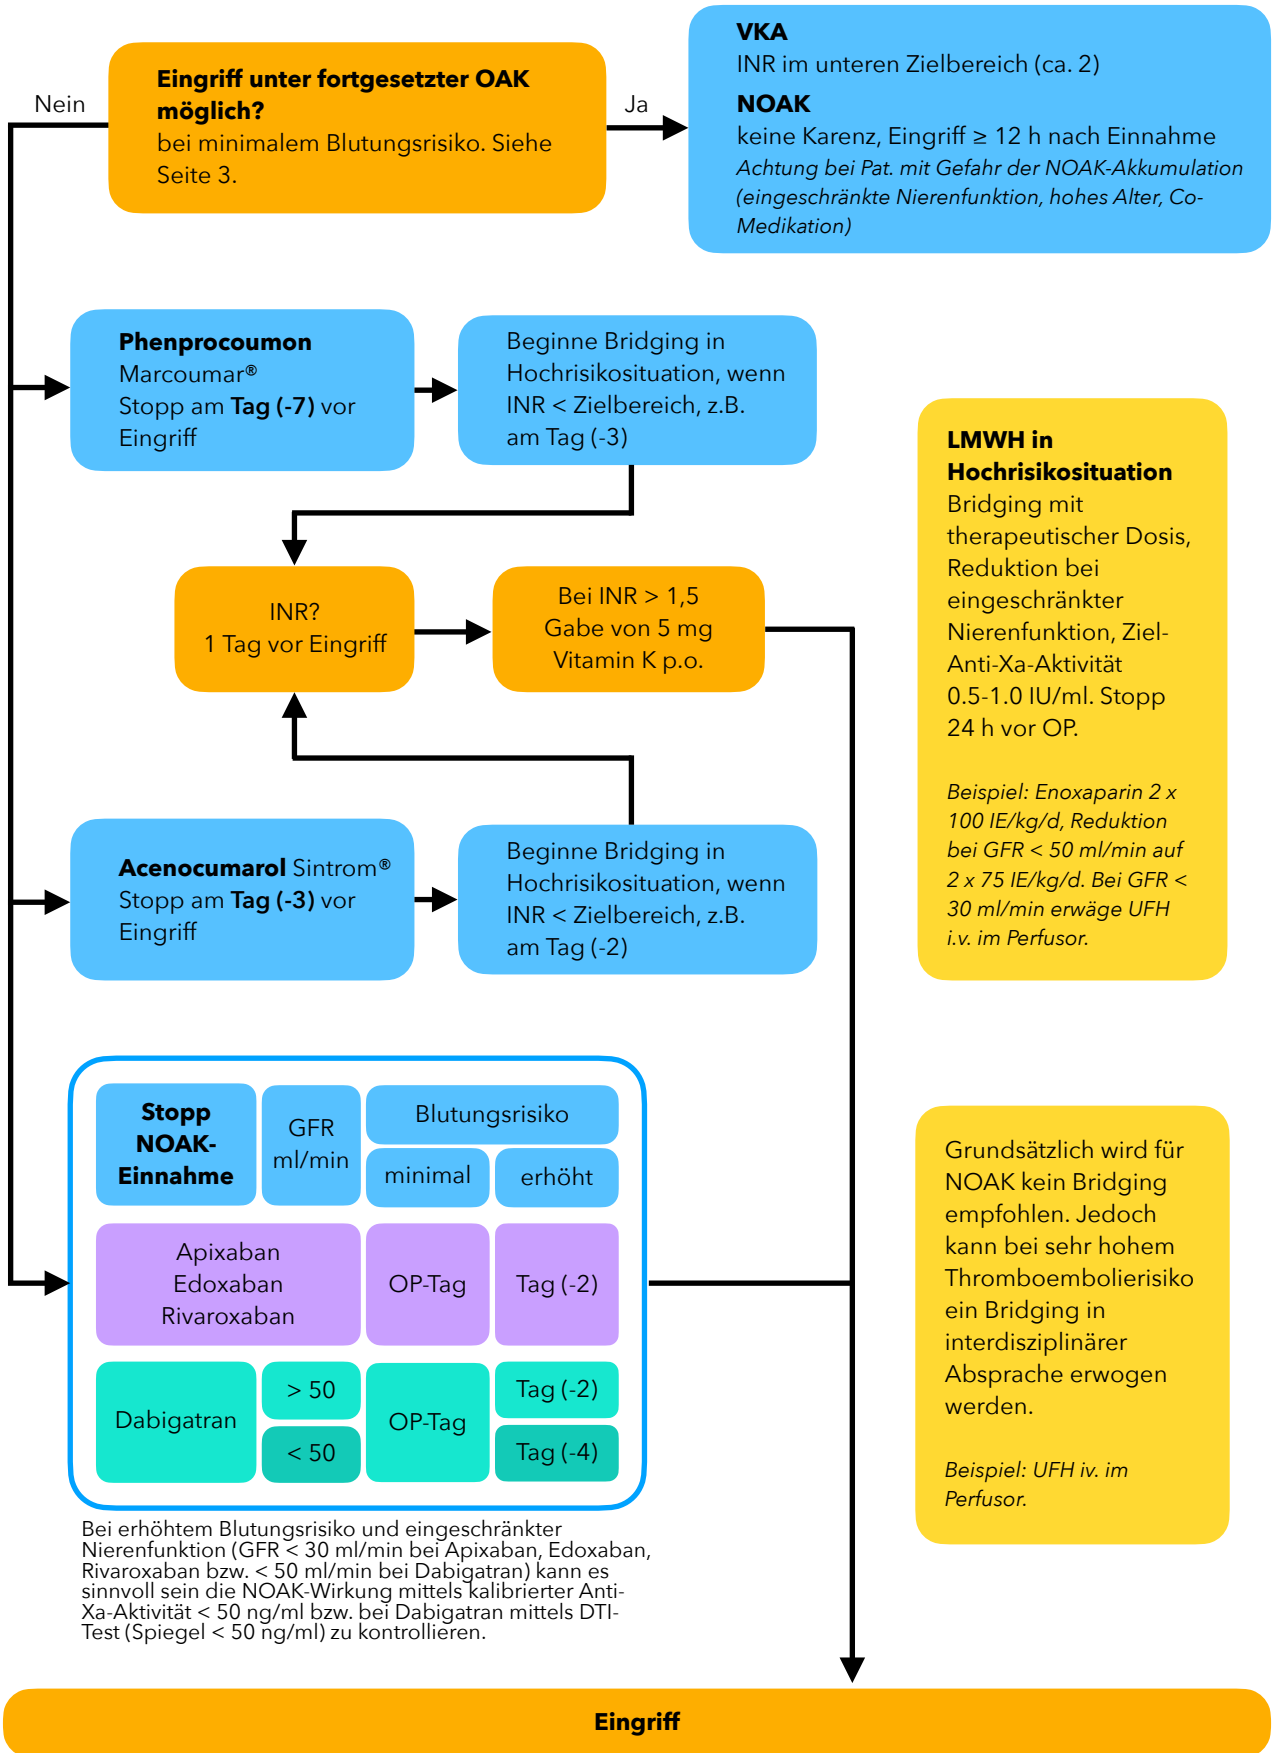 Nein
Eingriff unter fortgesetzter OAK
möglich?
bei minimalem Blutungsrisiko. Siehe
Seite 3.
Ja
VKA
INR im unteren Zielbereich (ca. 2)
NOAK
keine Karenz, Eingriff ≥ 12 h nach Einnahme
Achtung bei Pat. mit Gefahr der NOAK-Akkumulation
(eingeschränkte Nierenfunktion, hohes Alter, Co-
Medikation)
Phenprocoumon
Marcoumar®
Stopp am Tag (-7) vor
Eingriff
Beginne Bridging in
Hochrisikosituation, wenn
INR < Zielbereich, z.B.
am Tag (-3)
INR?
1 Tag vor Eingriff
Bei INR > 1,5
Gabe von 5 mg
Vitamin K p.o.
Acenocumarol Sintrom®
Stopp am Tag (-3) vor
Eingriff
Beginne Bridging in
Hochrisikosituation, wenn
INR < Zielbereich, z.B.
am Tag (-2)
LMWH in
Hochrisikosituation
Bridging mit
therapeutischer Dosis,
Reduktion bei
eingeschränkter
Nierenfunktion, Ziel-
Anti-Xa-Aktivität
0.5-1.0 IU/ml. Stopp
24 h vor OP.
Beispiel: Enoxaparin 2 x
100 IE/kg/d, Reduktion
bei GFR < 50 ml/min auf
2 x 75 IE/kg/d. Bei GFR <
30 ml/min erwäge UFH
i.v. im Perfusor.
Stopp
NOAK-
Einnahme
GFR
ml/min
Blutungsrisiko
minimal
erhöht
Apixaban
Edoxaban
Rivaroxaban
OP-Tag
Tag (-2)
Dabigatran
> 50
< 50
OP-Tag
Tag (-2)
Tag (-4)
Bei erhöhtem Blutungsrisiko und eingeschränkter
Nierenfunktion (GFR < 30 ml/min bei Apixaban, Edoxaban,
Rivaroxaban bzw. < 50 ml/min bei Dabigatran) kann es
sinnvoll sein die NOAK-Wirkung mittels kalibrierter Anti-
Xa-Aktivität < 50 ng/ml bzw. bei Dabigatran mittels DTI-
Test (Spiegel < 50 ng/ml) zu kontrollieren.
Grundsätzlich wird für
NOAK kein Bridging
empfohlen. Jedoch
kann bei sehr hohem
Thromboembolierisiko
ein Bridging in
interdisziplinärer
Absprache erwogen
werden.
Beispiel: UFH iv. im
Perfusor.
Eingriff